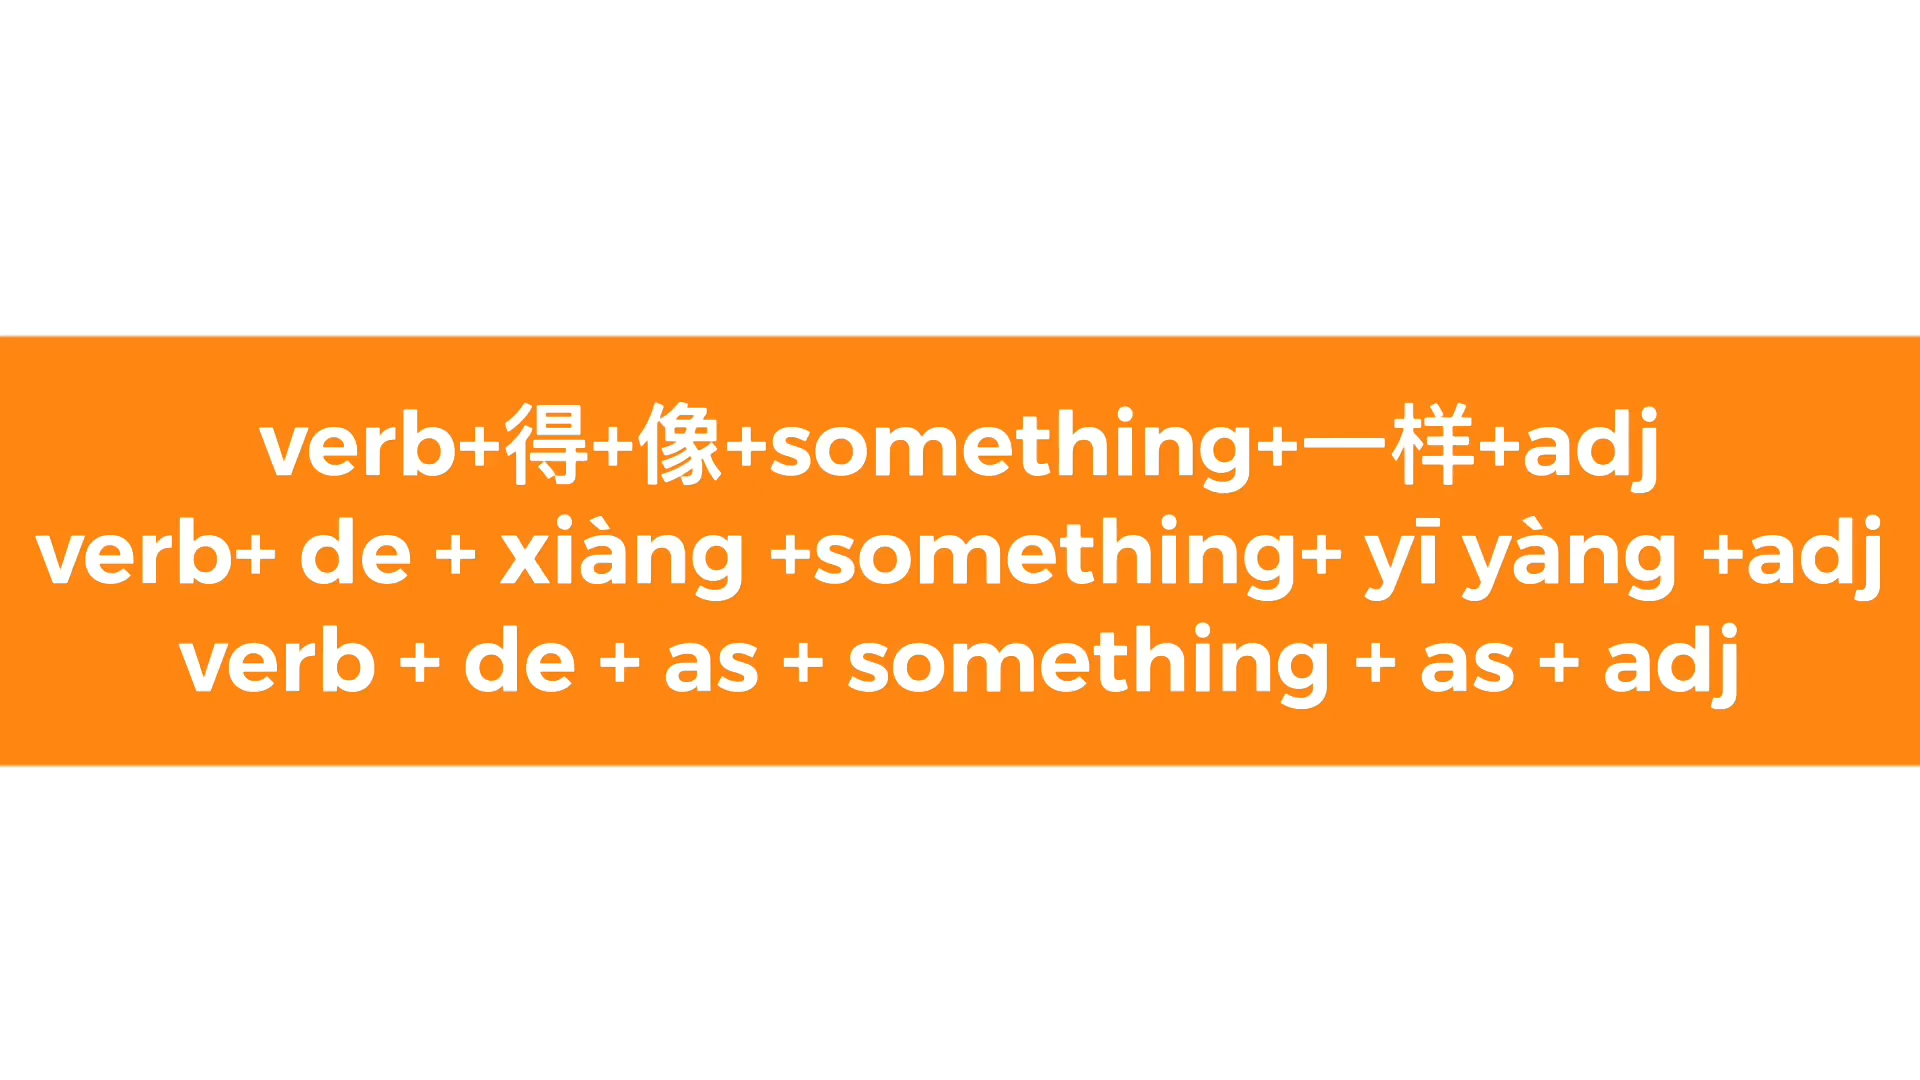 verb+得+像+something+一样+adj
verb+ de + xiàng +something+ yī yàng +adj
verb + de + as + something + as + adj